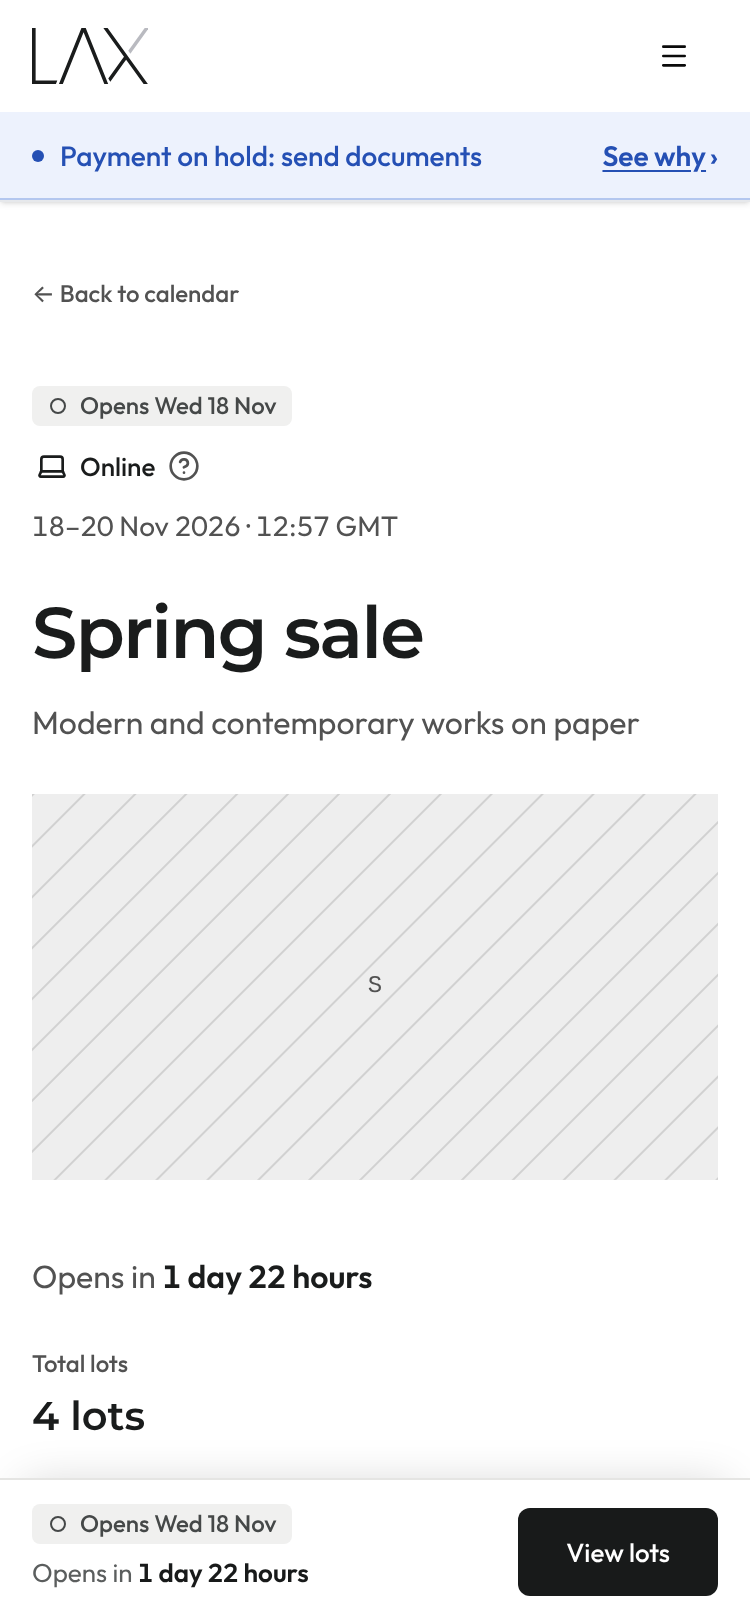 LAX
Payment on hold: send documents See why ›
← Back to calendar
Opens Wed 18 Nov
Online ?
18–20 Nov 2026 · 12:57 GMT
Spring sale
Modern and contemporary works on paper
S
Opens in 1 day 22 hours
Total lots
4 lots
Opens Wed 18 Nov
Opens in 1 day 22 hours
View lots